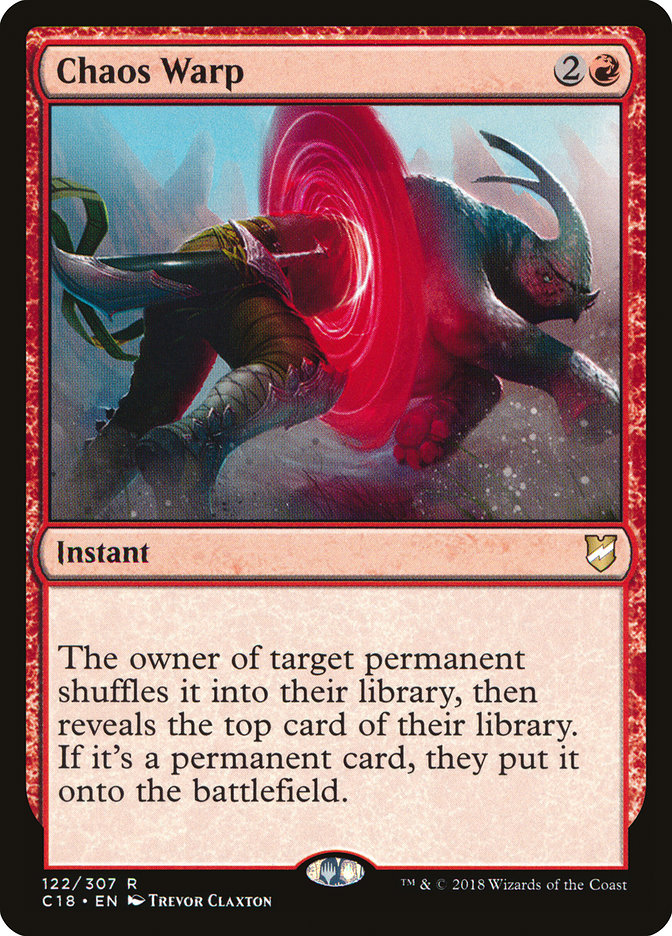 Chaos Warp 2
Instant
The owner of target permanent
shuffles it into their library, then
reveals the top card of their library.
If it's a permanent card, they put it
onto the battlefield.
122/307 R
C18 • EN Trevor Claxton
™ & © 2018 Wizards of the Coast